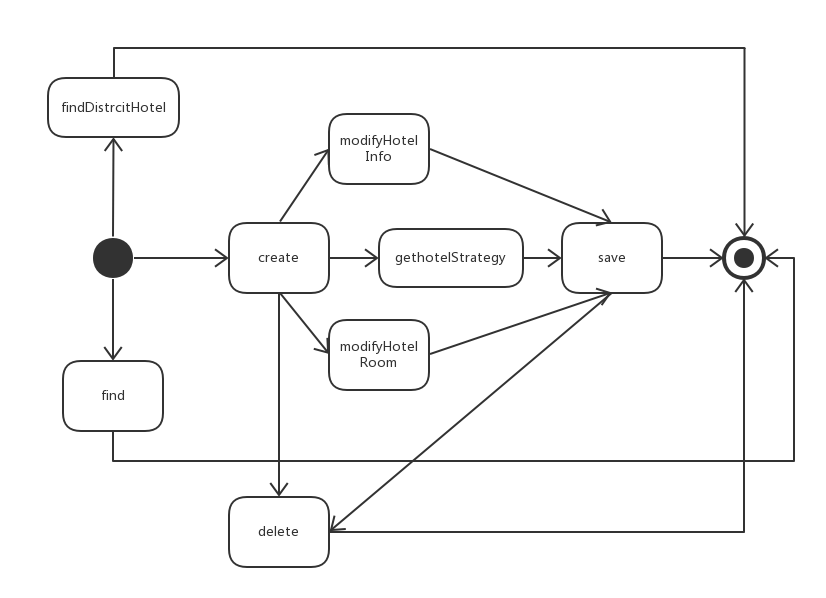 findDistrcitHotel
modifyHotel
Info
create
gethotelStrategy
save
modifyHotel
Room
find
delete